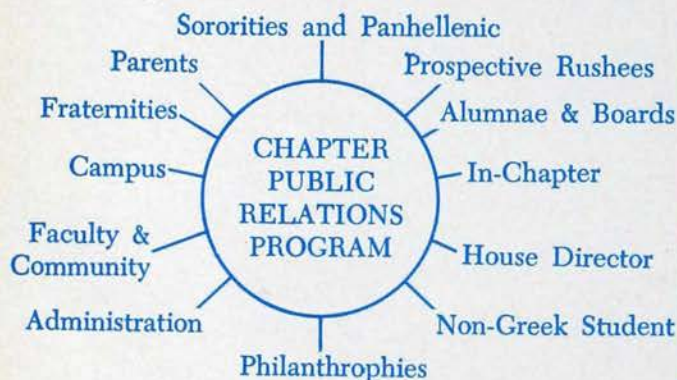 Sororities and Panhellenic
Parents
Prospective Rushees
Fraternities
Alumnae & Boards
Campus
CHAPTER
PUBLIC
RELATIONS
PROGRAM
In-Chapter
Faculty &
Community
House Director
Administration
Non-Greek Student
Philanthrophies